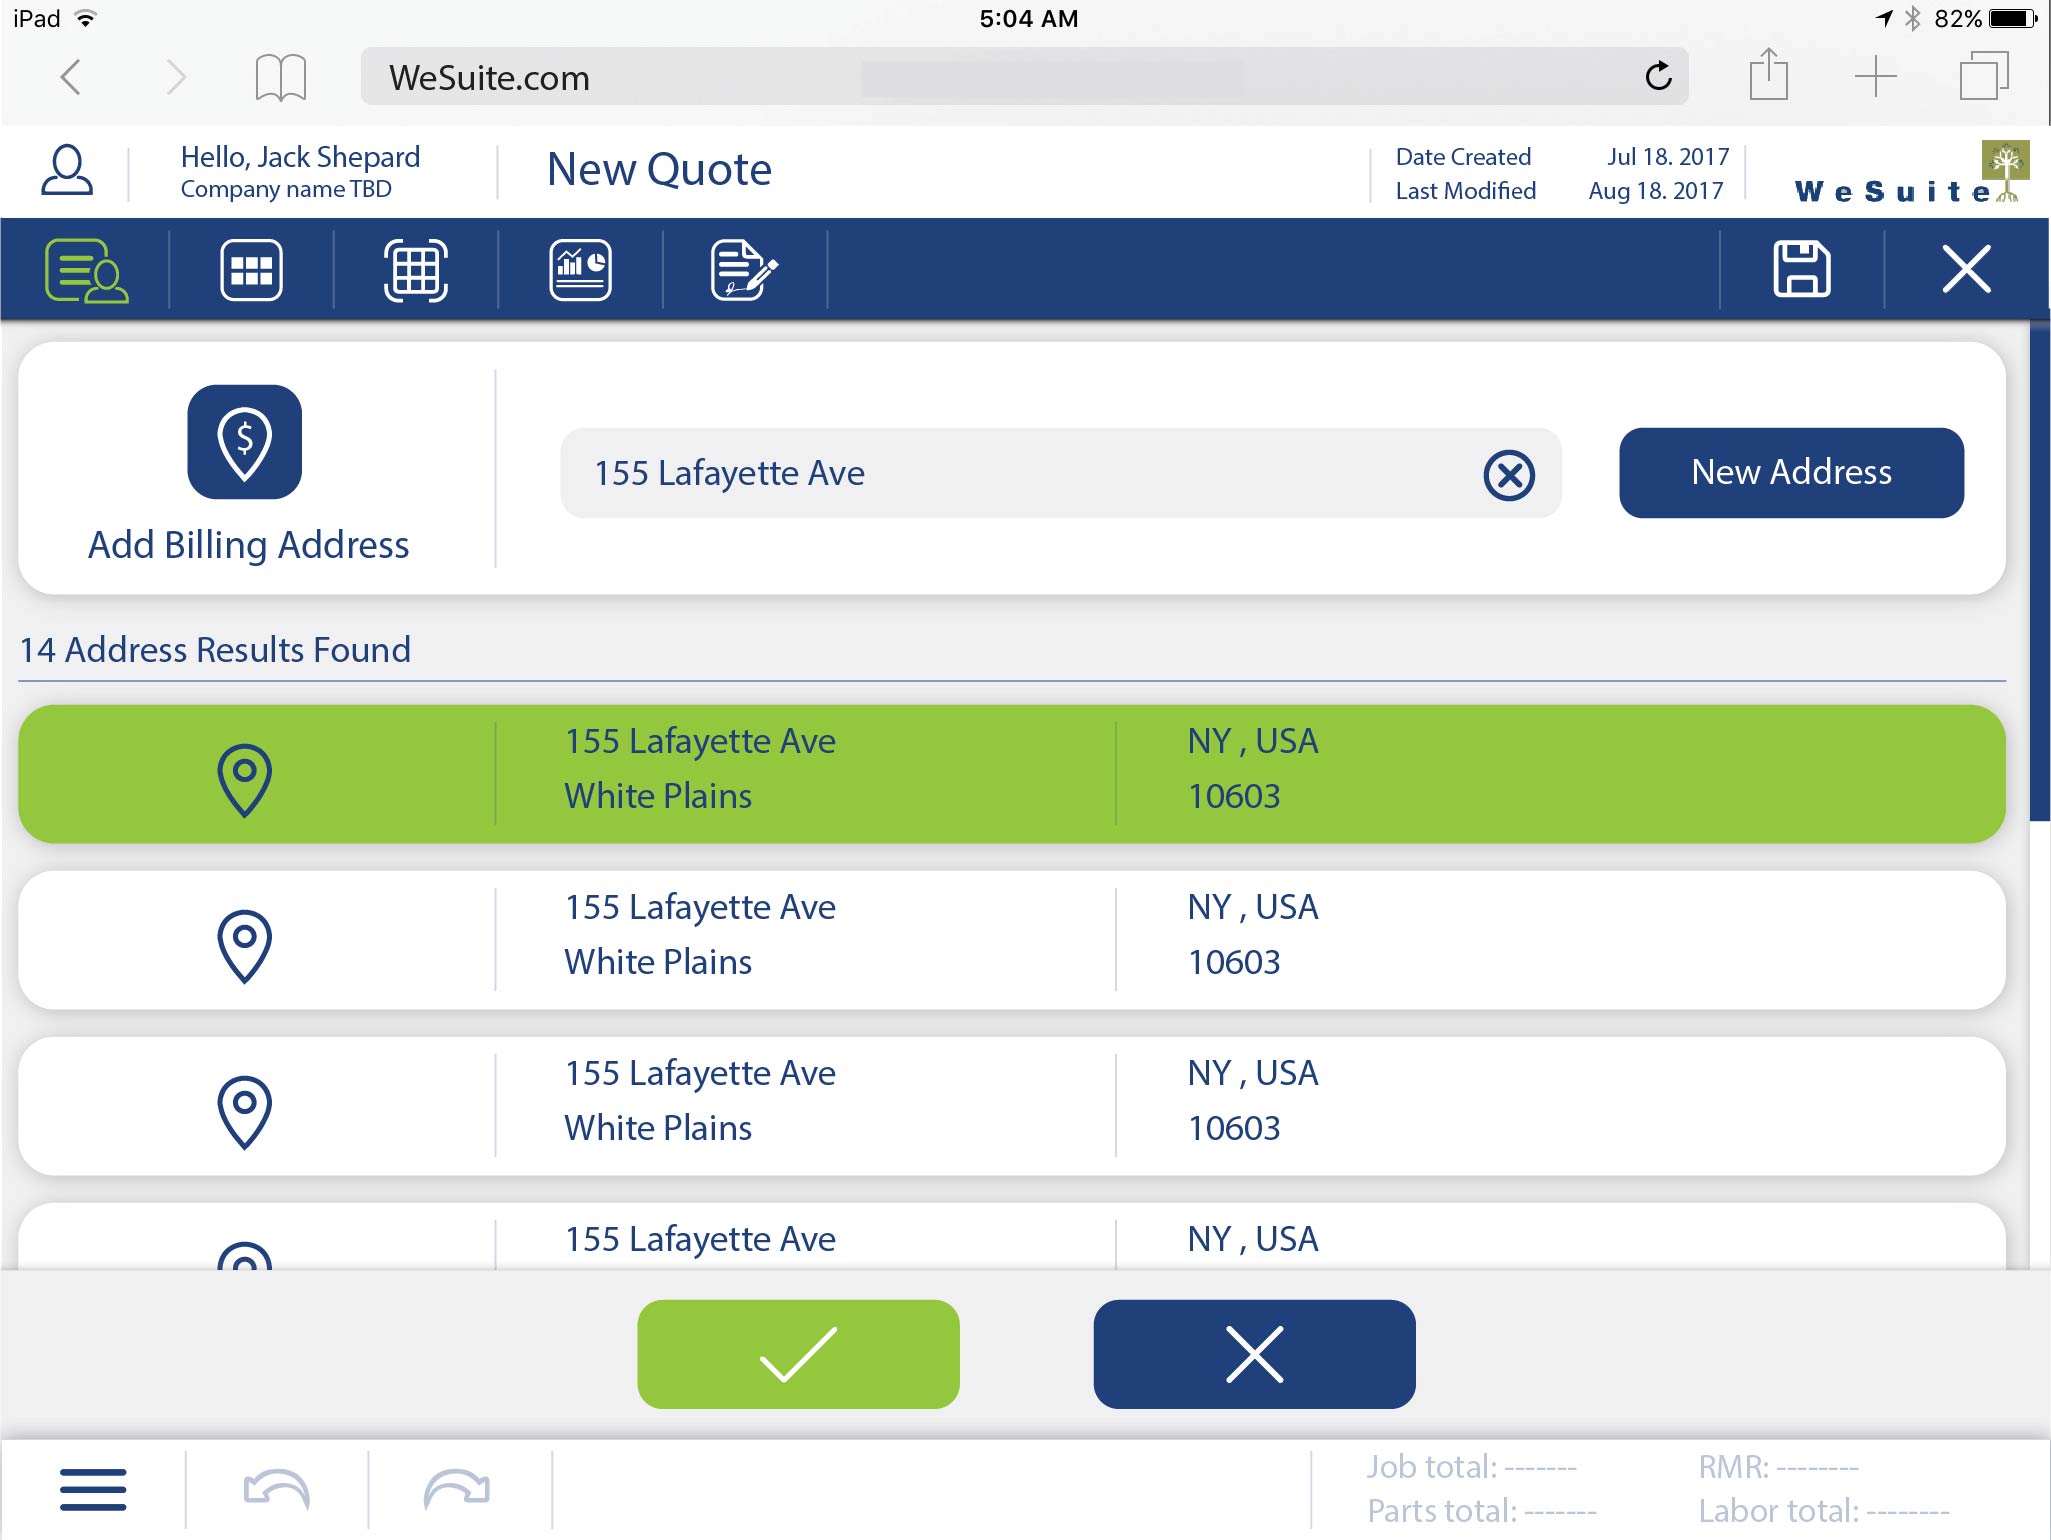 iPad 5:04 AM 82%
WeSuite.com
Hello, Jack Shepard
Company name TBD
New Quote
Date Created Jul 18. 2017
Last Modified Aug 18. 2017
WeSuite
$
Add Billing Address
155 Lafayette Ave
New Address
14 Address Results Found
155 Lafayette Ave NY , USA
White Plains 10603
155 Lafayette Ave NY , USA
White Plains 10603
155 Lafayette Ave NY , USA
White Plains 10603
155 Lafayette Ave NY , USA
Job total: ------- RMR: --------
Parts total: ------- Labor total: --------